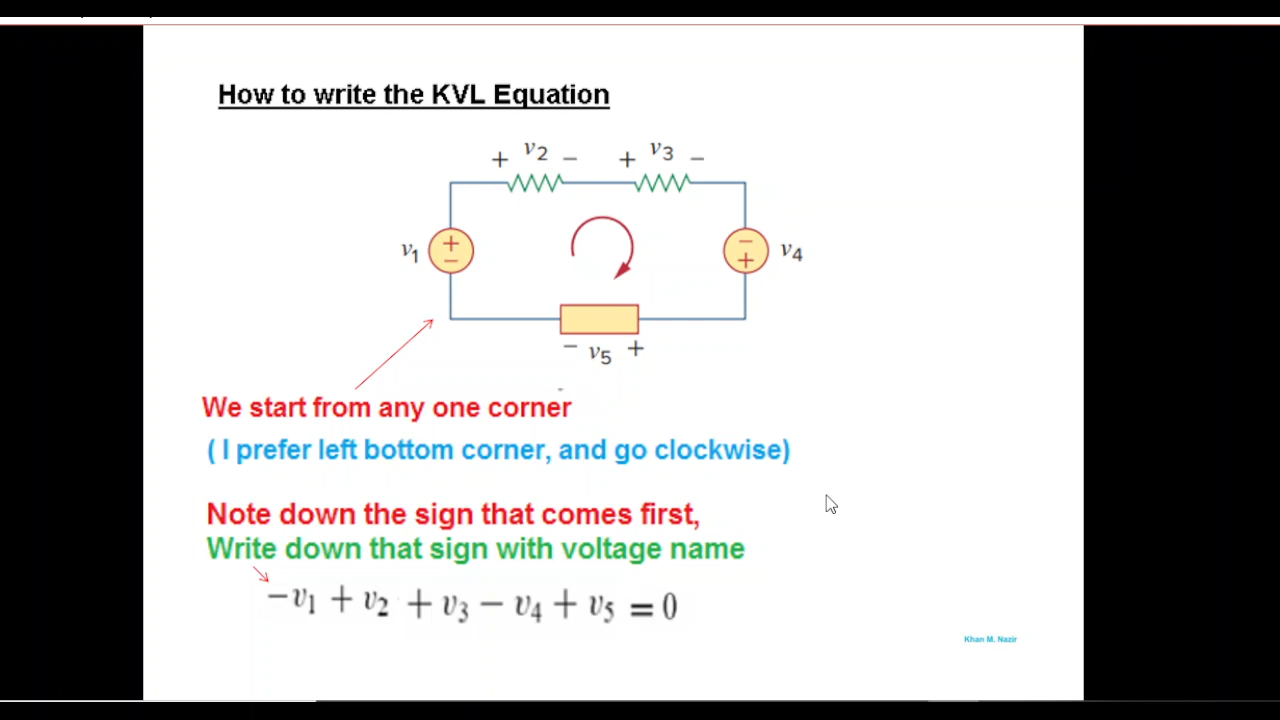 How to write the KVL Equation
+ v2 − + v3 −
v1 + − − + v4
− v5 +
We start from any one corner
( I prefer left bottom corner, and go clockwise)
Note down the sign that comes first,
Write down that sign with voltage name
−v1 + v2 + v3 − v4 + v5 = 0
Khan M. Nazir